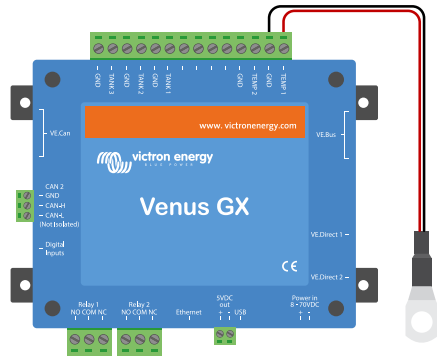 GND
TANK 3
GND
TANK 2
GND
TANK 1
GND
TEMP 2
GND
TEMP 1
www. victronenergy.com
VE.Can
VE.Bus
victron energy
BLUE POWER
CAN 2
GND
CAN-H
CAN-L
(Not Isolated)
Venus GX
Digital
Inputs
VE.Direct 1
VE.Direct 2
CE
Relay 1
NO COM NC
Relay 2
NO COM NC
Ethernet
5VDC
out
+ -
USB
Power in
8 - 70VDC
+ -